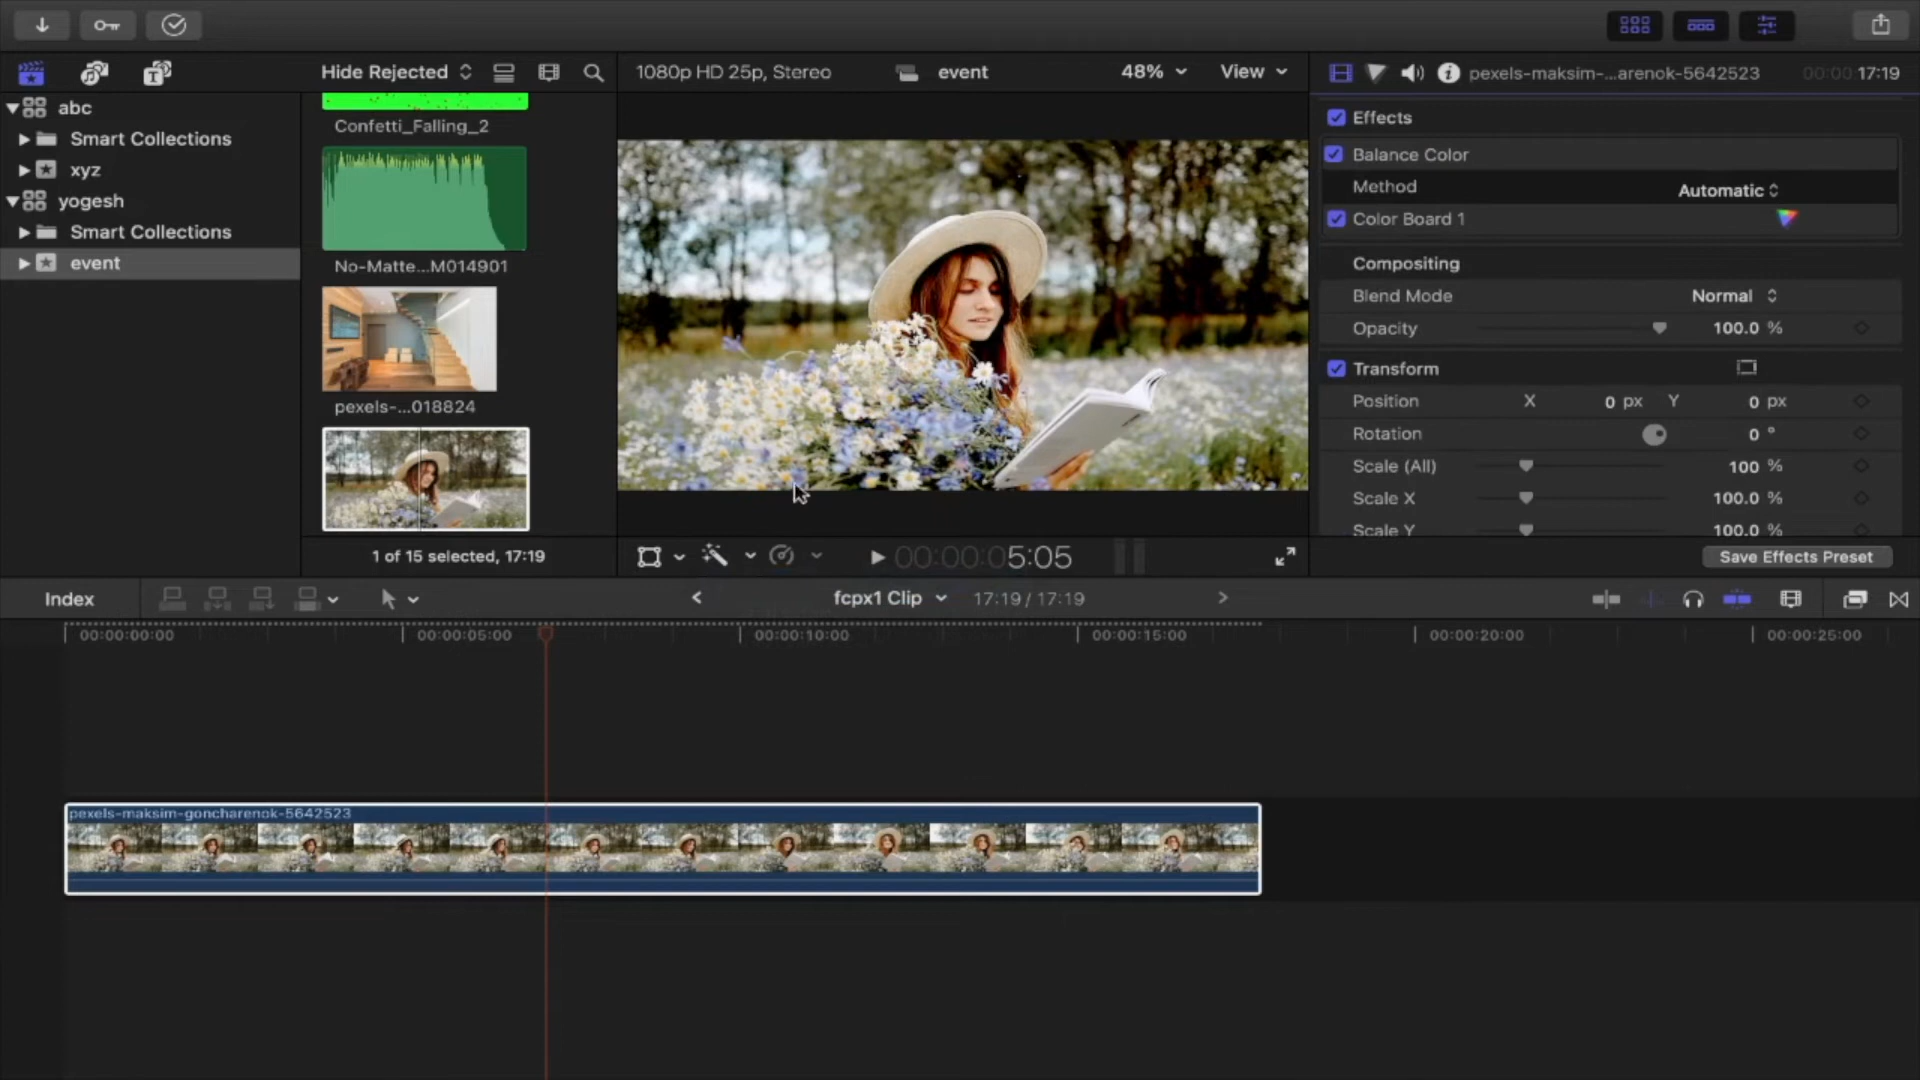 Hide Rejected
1080p HD 25p, Stereo
event
48%
View
pexels-maksim-...arenok-5642523
00:00:17:19
abc
Smart Collections
xyz
yogesh
Smart Collections
event
Confetti_Falling_2
No-Matte...M014901
pexels-...018824
1 of 15 selected, 17:19
00:00:05:05
Effects
Balance Color
Method
Automatic
Color Board 1
Compositing
Blend Mode
Normal
Opacity
100.0 %
Transform
Position
X
0 px
Y
0 px
Rotation
0 °
Scale (All)
100 %
Scale X
100.0 %
Scale Y
100.0 %
Save Effects Preset
Index
fcpx1 Clip
17:19 / 17:19
00:00:00:00
00:00:05:00
00:00:10:00
00:00:15:00
00:00:20:00
00:00:25:00
pexels-maksim-goncharenok-5642523